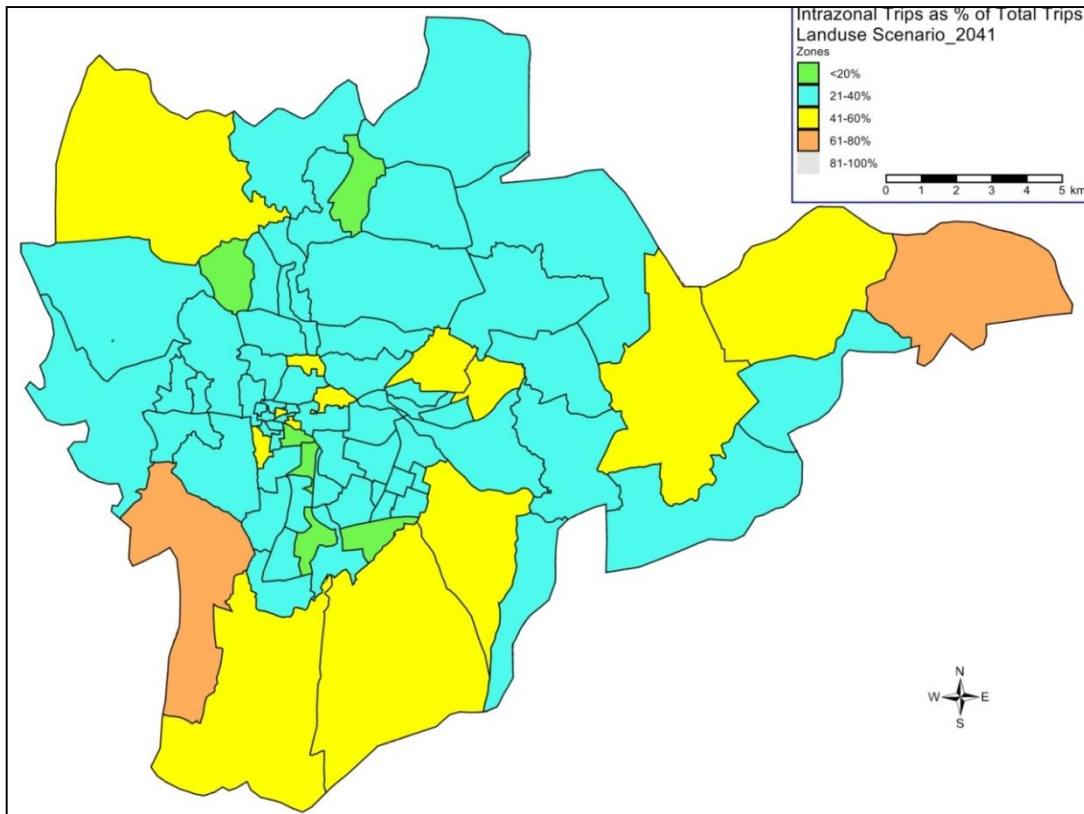 Intrazonal Trips as % of Total Trips
Landuse Scenario_2041
Zones
<20%
21-40%
41-60%
61-80%
81-100%
0 1 2 3 4 5 km
N
W E
S